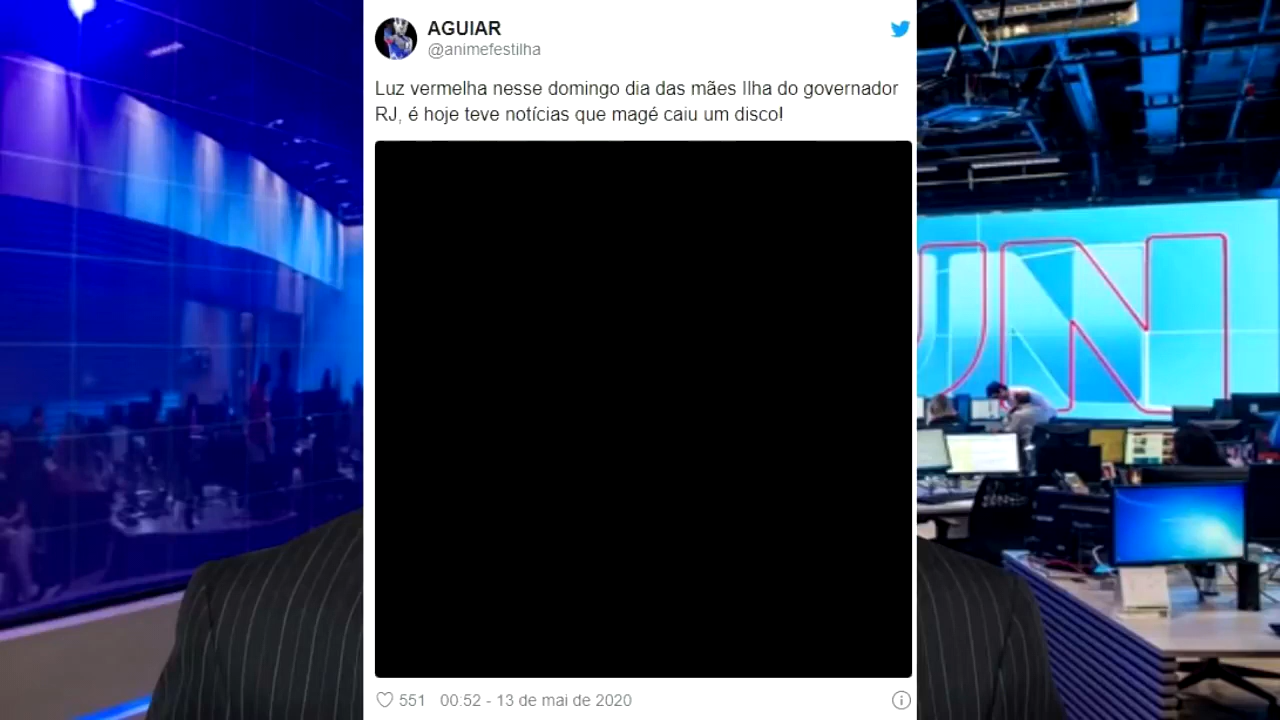 AGUIAR
@animefestilha
Luz vermelha nesse domingo dia das mães Ilha do governador
RJ, é hoje teve notícias que magé caiu um disco!
551 00:52 - 13 de mai de 2020
JN